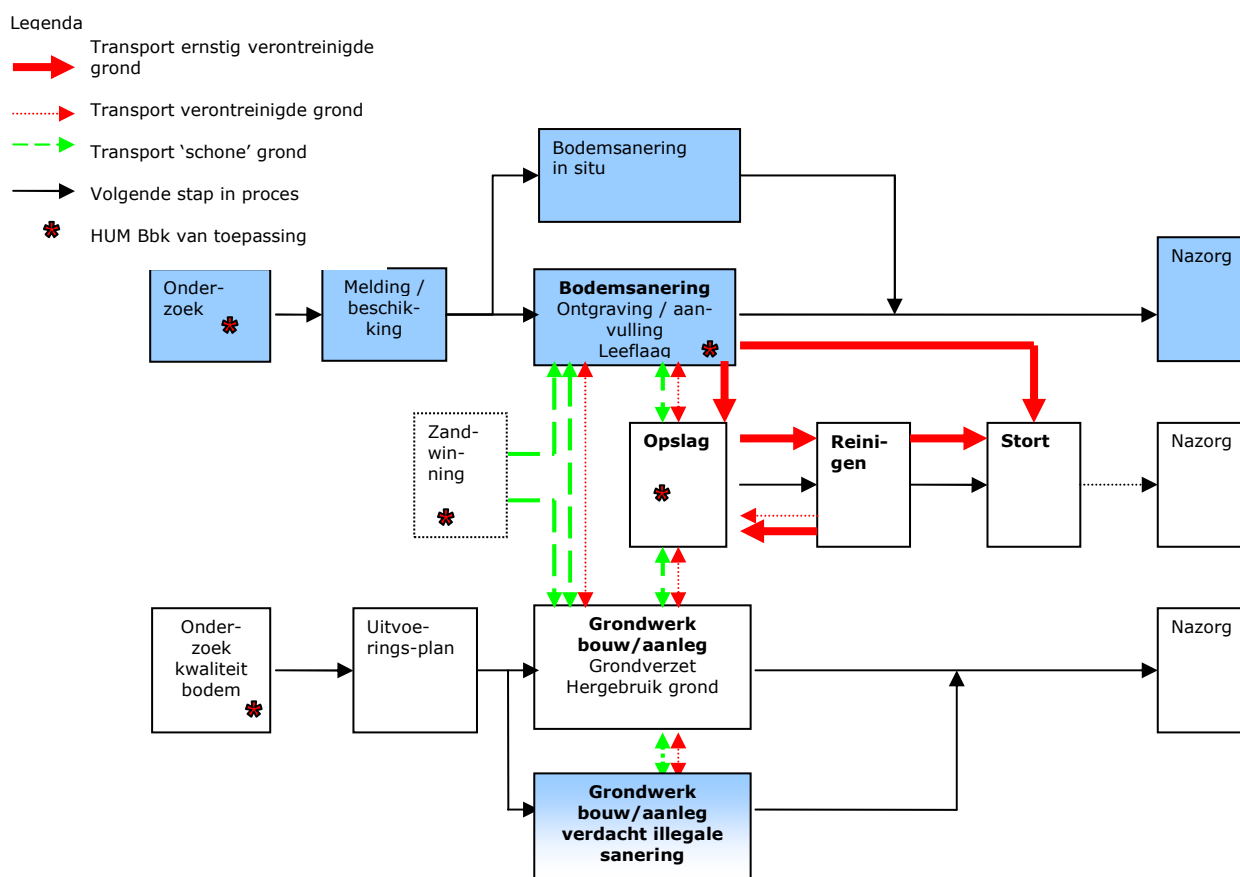 Legenda
Transport ernstig verontreinigde
grond
Transport verontreinigde grond
Transport ‘schone’ grond
Volgende stap in proces
HUM Bbk van toepassing
Bodemsanering
in situ
Onder-
zoek
Melding /
beschik-
king
Bodemsanering
Ontgraving / aan-
vulling
Leeflaag
Nazorg
Zand-
win-
ning
Opslag
Reini-
gen
Stort
Nazorg
Onder-
zoek
kwaliteit
bodem
Uitvoe-
rings-plan
Grondwerk
bouw/aanleg
Grondverzet
Hergebruik grond
Nazorg
Grondwerk
bouw/aanleg
verdacht illegale
sanering